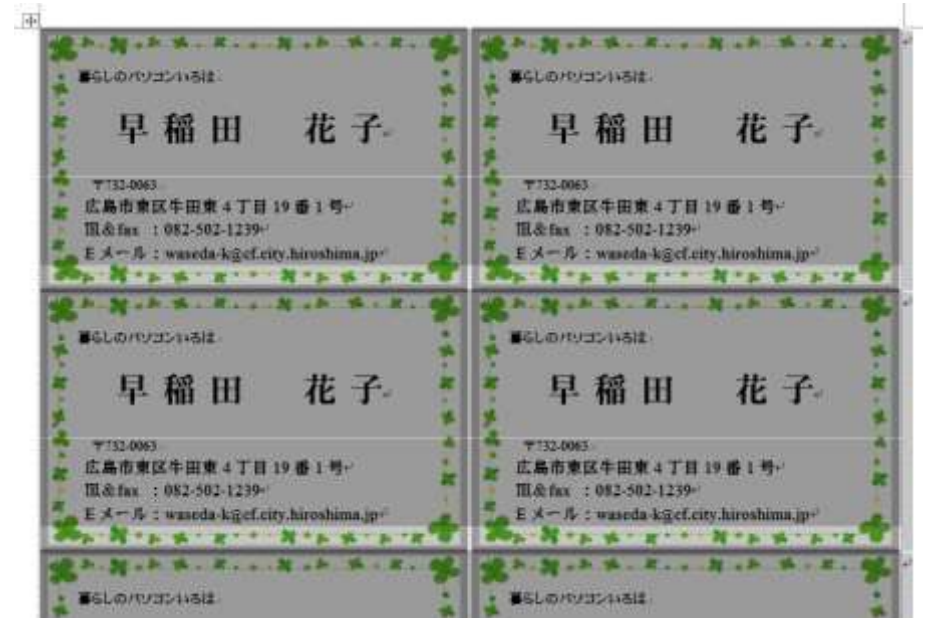 暮らしのパソコンいろは
暮らしのパソコンいろは
早稲田 花子
早稲田 花子
〒732-0063
〒732-0063
広島市東区牛田東4丁目19番1号
広島市東区牛田東4丁目19番1号
℡&fax :082-502-1239
℡&fax :082-502-1239
Eメール:waseda-k@cf.city.hiroshima.jp
Eメール:waseda-k@cf.city.hiroshima.jp
暮らしのパソコンいろは
暮らしのパソコンいろは
早稲田 花子
早稲田 花子
〒732-0063
〒732-0063
広島市東区牛田東4丁目19番1号
広島市東区牛田東4丁目19番1号
℡&fax :082-502-1239
℡&fax :082-502-1239
Eメール:waseda-k@cf.city.hiroshima.jp
Eメール:waseda-k@cf.city.hiroshima.jp
暮らしのパソコンいろは
暮らしのパソコンいろは